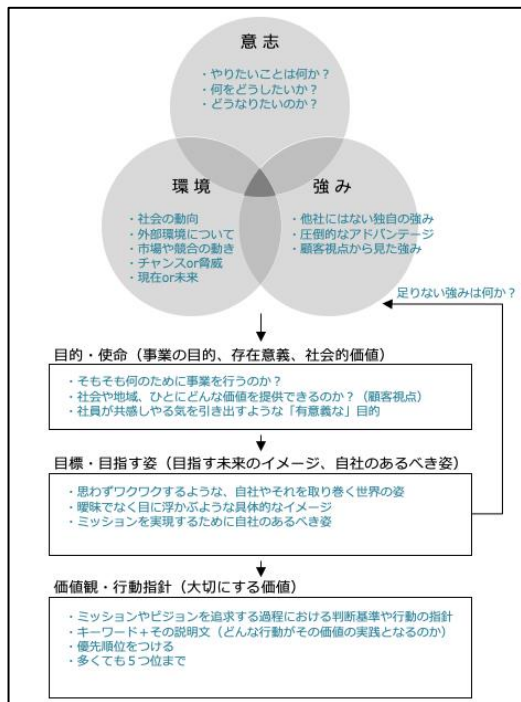 意志
・やりたいことは何か？
・何をどうしたいか？
・どうなりたいのか？
環境
・社会の動向
・外部環境について
・市場や競合の動き
・チャンスor脅威
・現在or未来
強み
・他社にはない独自の強み
・圧倒的なアドバンテージ
・顧客視点から見た強み
足りない強みは何か？
目的・使命（事業の目的、存在意義、社会的価値）
・そもそも何のために事業を行うのか？
・社会や地域、ひとにどんな価値を提供できるのか？（顧客視点）
・社員が共感しやる気を引き出すような「有意義な」目的
目標・目指す姿（目指す未来のイメージ、自社のあるべき姿）
・思わずワクワクするような、自社やそれを取り巻く世界の姿
・曖昧でなく目に浮かぶような具体的なイメージ
・ミッションを実現するために自社のあるべき姿
価値観・行動指針（大切にする価値）
・ミッションやビジョンを追求する過程における判断基準や行動の指針
・キーワード＋その説明文（どんな行動がその価値の実践となるのか）
・優先順位をつける
・多くても５つ位まで